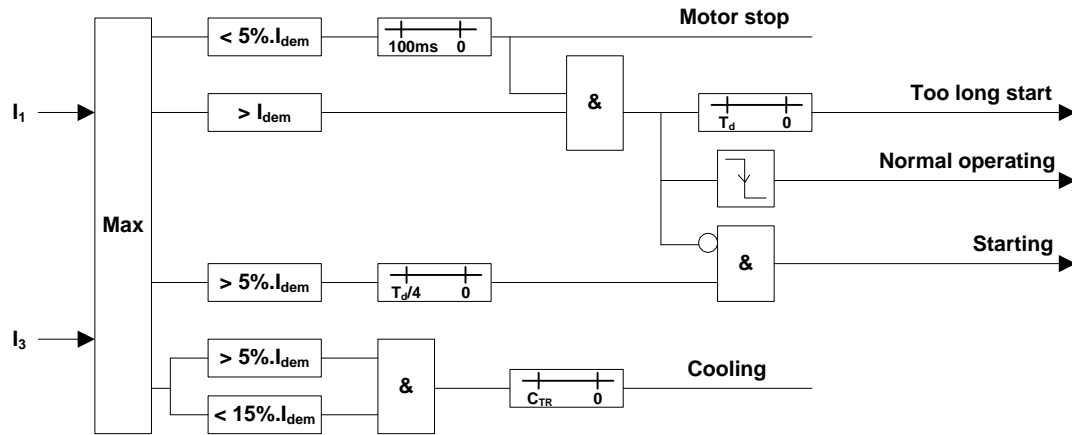 Motor stop
< 5%.Idem
100ms 0
I1
> Idem
&
Too long start
Td 0
Normal operating
Max
Starting
&
> 5%.Idem
Td/4 0
I3
> 5%.Idem
&
Cooling
CTR 0
< 15%.Idem